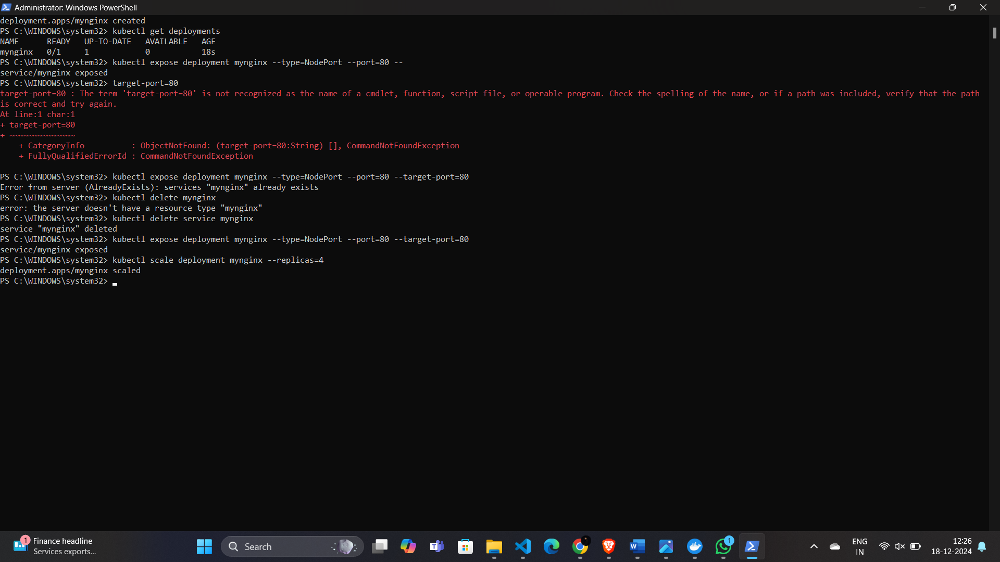 Administrator: Windows PowerShell
deployment.apps/mynginx created
PS C:\WINDOWS\system32> kubectl get deployments
NAME      READY   UP-TO-DATE   AVAILABLE   AGE
mynginx   0/1     1            0           18s
PS C:\WINDOWS\system32> kubectl expose deployment mynginx --type=NodePort --port=80 --
service/mynginx exposed
PS C:\WINDOWS\system32> target-port=80
target-port=80 : The term 'target-port=80' is not recognized as the name of a cmdlet, function, script file, or operable program. Check the spelling of the name, or if a path was included, verify that the path
is correct and try again.
At line:1 char:1
+ target-port=80
+ ~~~~~~~~~~~~~~
    + CategoryInfo          : ObjectNotFound: (target-port=80:String) [], CommandNotFoundException
    + FullyQualifiedErrorId : CommandNotFoundException
PS C:\WINDOWS\system32> kubectl expose deployment mynginx --type=NodePort --port=80 --target-port=80
Error from server (AlreadyExists): services "mynginx" already exists
PS C:\WINDOWS\system32> kubectl delete mynginx
error: the server doesn't have a resource type "mynginx"
PS C:\WINDOWS\system32> kubectl delete service mynginx
service "mynginx" deleted
PS C:\WINDOWS\system32> kubectl expose deployment mynginx --type=NodePort --port=80 --target-port=80
service/mynginx exposed
PS C:\WINDOWS\system32> kubectl scale deployment mynginx --replicas=4
deployment.apps/mynginx scaled
PS C:\WINDOWS\system32>
1
Finance headline
Services exports...
Search
1
ENG
IN
12:26
18-12-2024